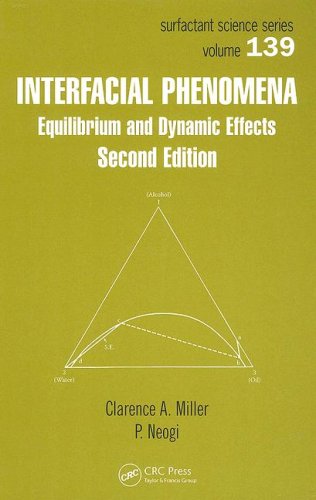 surfactant science series
volume 139
INTERFACIAL PHENOMENA
Equilibrium and Dynamic Effects
Second Edition
(Alcohol)
1
c
S.E.
d
b
2
3
(Water)
(Oil)
Clarence A. Miller
P. Neogi
CRC Press
Taylor & Francis Group